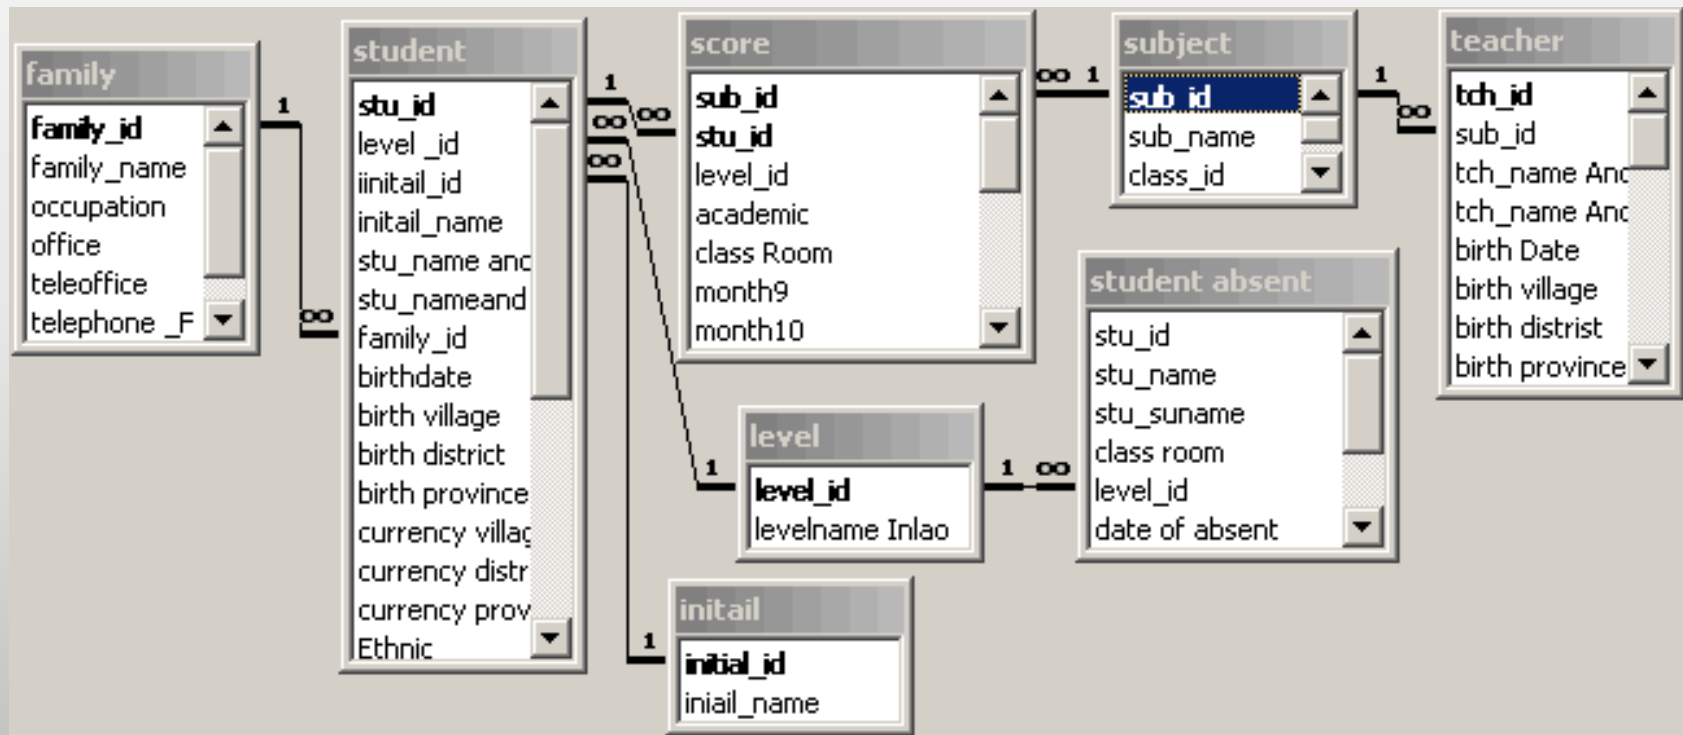 family
family_id
family_name
occupation
office
teleoffice
telephone _F
1
∞
student
stu_id
level _id
iinitail_id
initail_name
stu_name and
stu_nameand
family_id
birthdate
birth village
birth district
birth province
currency villag
currency distr
currency prov
Ethnic
1
∞
∞
∞
score
sub_id
stu_id
level_id
academic
class Room
month9
month10
∞ 1
subject
sub_id
sub_name
class_id
1
∞
teacher
tch_id
sub_id
tch_name Anc
tch_name Anc
birth Date
birth village
birth distrist
birth province
student absent
stu_id
stu_name
stu_suname
class room
level_id
date of absent
1
level
level_id
levelname Inlao
1 ∞
1
initail
initial_id
iniail_name